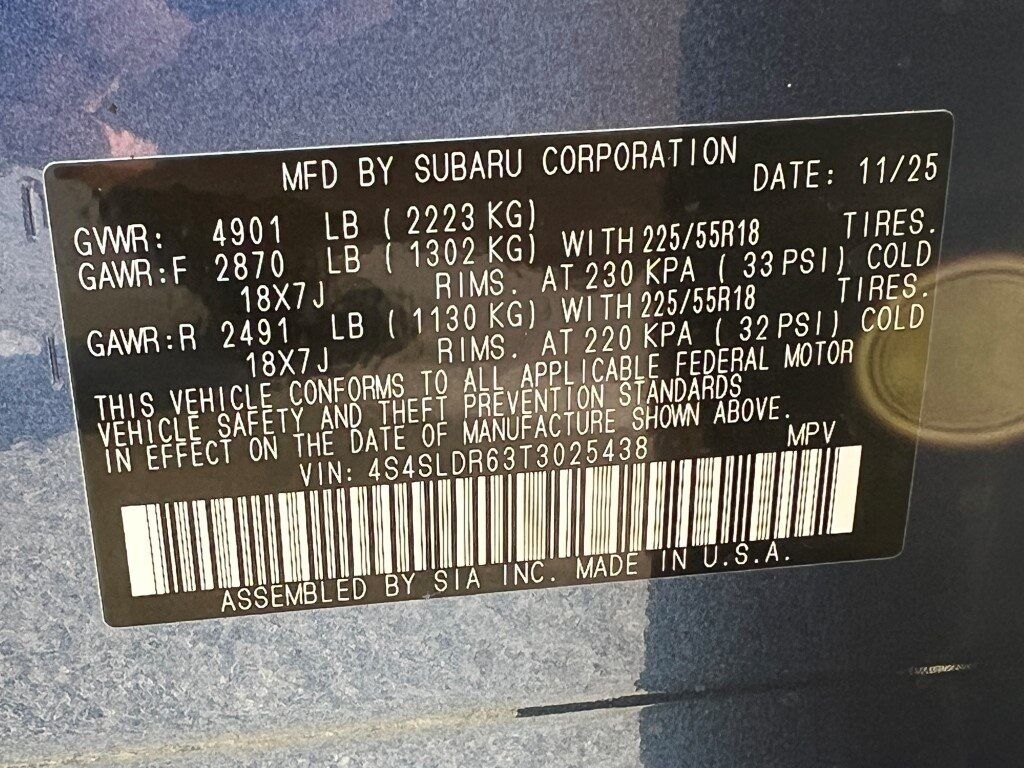 MFD BY SUBARU CORPORATION DATE: 11/25
GVWR: 4901 LB ( 2223 KG)
GAWR:F 2870 LB ( 1302 KG) WITH 225/55R18 TIRES.
18X7J RIMS. AT 230 KPA ( 33 PSI) COLD
GAWR:R 2491 LB ( 1130 KG) WITH 225/55R18 TIRES.
18X7J RIMS. AT 220 KPA ( 32 PSI) COLD
THIS VEHICLE CONFORMS TO ALL APPLICABLE FEDERAL MOTOR
VEHICLE SAFETY AND THEFT PREVENTION STANDARDS
IN EFFECT ON THE DATE OF MANUFACTURE SHOWN ABOVE.
VIN: 4S4SLDR63T3025438 MPV
ASSEMBLED BY SIA INC. MADE IN U.S.A.